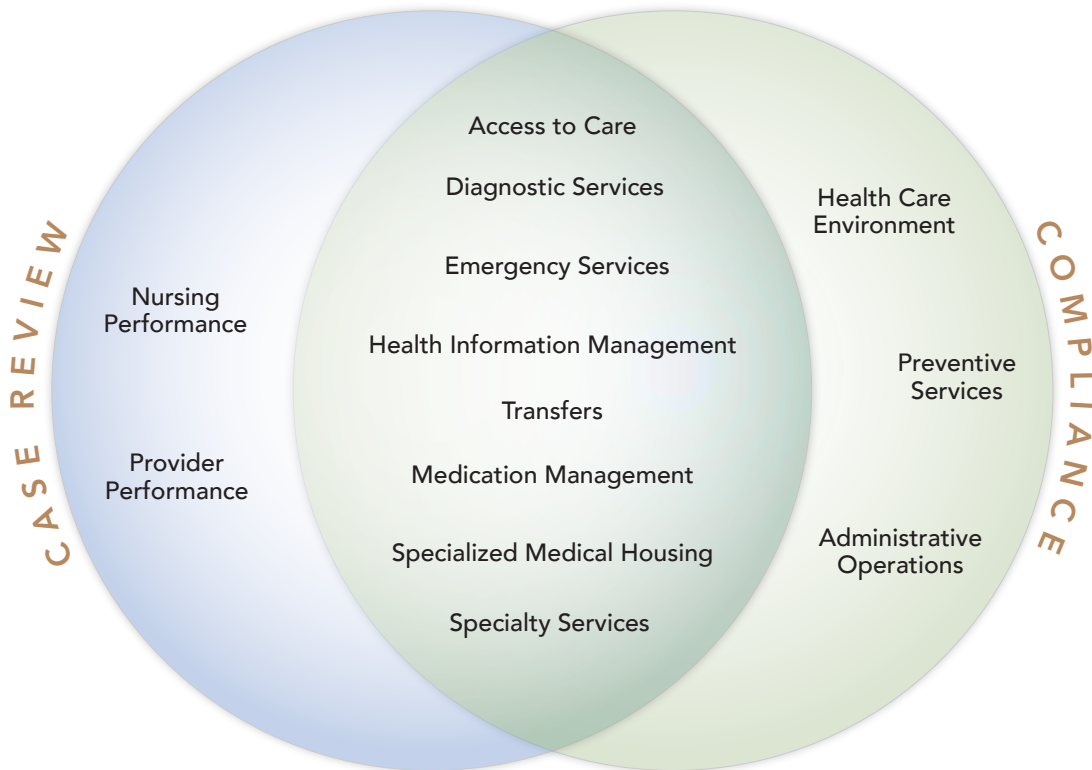 CASE REVIEW
Nursing
Performance
Provider
Performance
Access to Care
Diagnostic Services
Emergency Services
Health Information Management
Transfers
Medication Management
Specialized Medical Housing
Specialty Services
Health Care
Environment
Preventive
Services
Administrative
Operations
COMPLIANCE